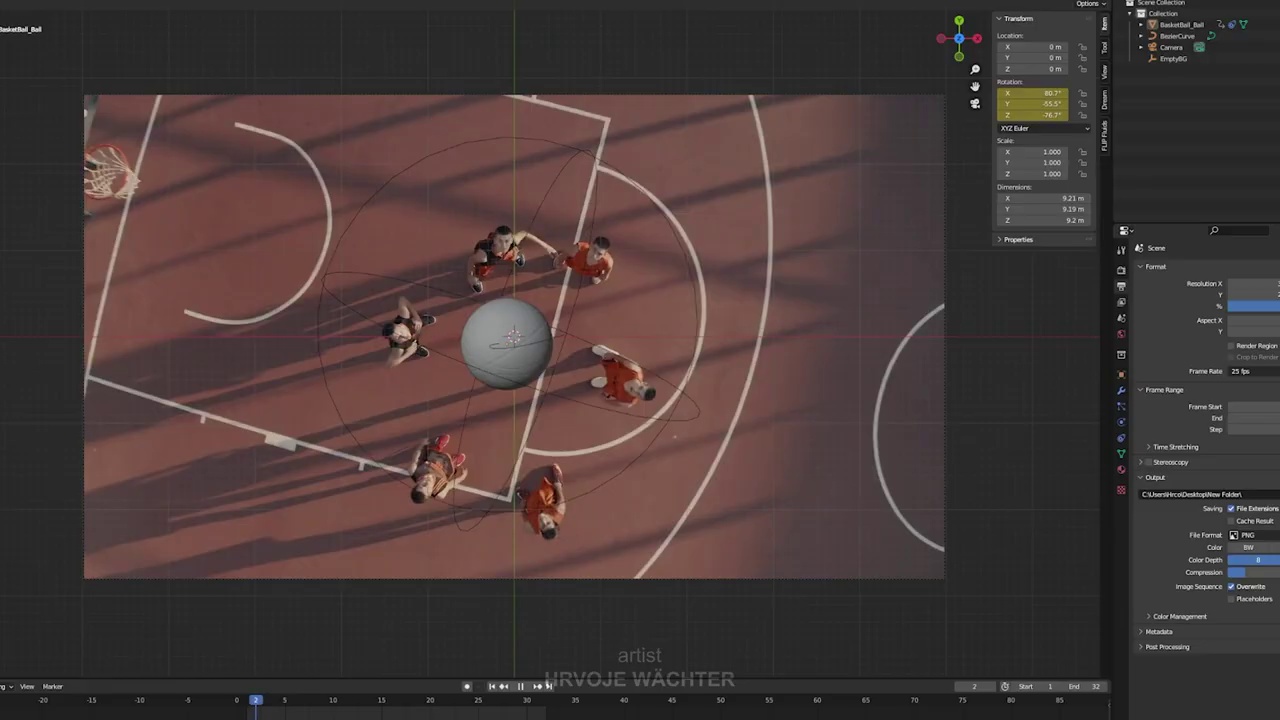 Options
BasketBall_Ball
Transform
Location:
X 0 m
Y 0 m
Z 0 m
Rotation:
X 80.7°
Y -55.5°
Z -76.7°
XYZ Euler
Scale:
X 1.000
Y 1.000
Z 1.000
Dimensions:
X 9.21 m
Y 9.19 m
Z 9.2 m
Properties
Item
Tool
View
Dream
FLIP Fluids
Scene Collection
Collection
BasketBall_Ball
BezierCurve
Camera
EmptyBG
Scene
Format
Resolution X
Y
%
Aspect X
Y
Render Region
Crop to Render
Frame Rate 25 fps
Frame Range
Frame Start
End
Step
Time Stretching
Stereoscopy
Output
C:\Users\Hrco\Desktop\New Folder\
Saving File Extensions
Cache Result
File Format PNG
Color BW
Color Depth 8
Compression
Image Sequence Overwrite
Placeholders
Color Management
Metadata
Post Processing
artist
HRVOJE WÄCHTER
View Marker
2 Start 1 End 32
-20 -15 -10 -5 0 2 5 10 15 20 25 30 35 40 45 50 55 60 65 70 75 80 85